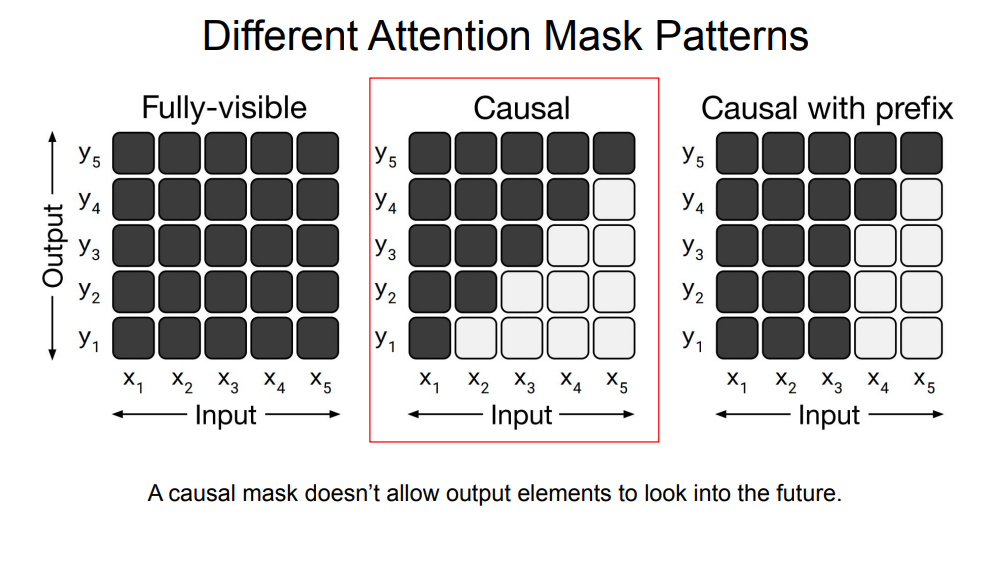 Different Attention Mask Patterns
Fully-visible
Output
y5
y4
y3
y2
y1
x1 x2 x3 x4 x5
Input
Causal
y5
y4
y3
y2
y1
x1 x2 x3 x4 x5
Input
Causal with prefix
y5
y4
y3
y2
y1
x1 x2 x3 x4 x5
Input
A causal mask doesn’t allow output elements to look into the future.